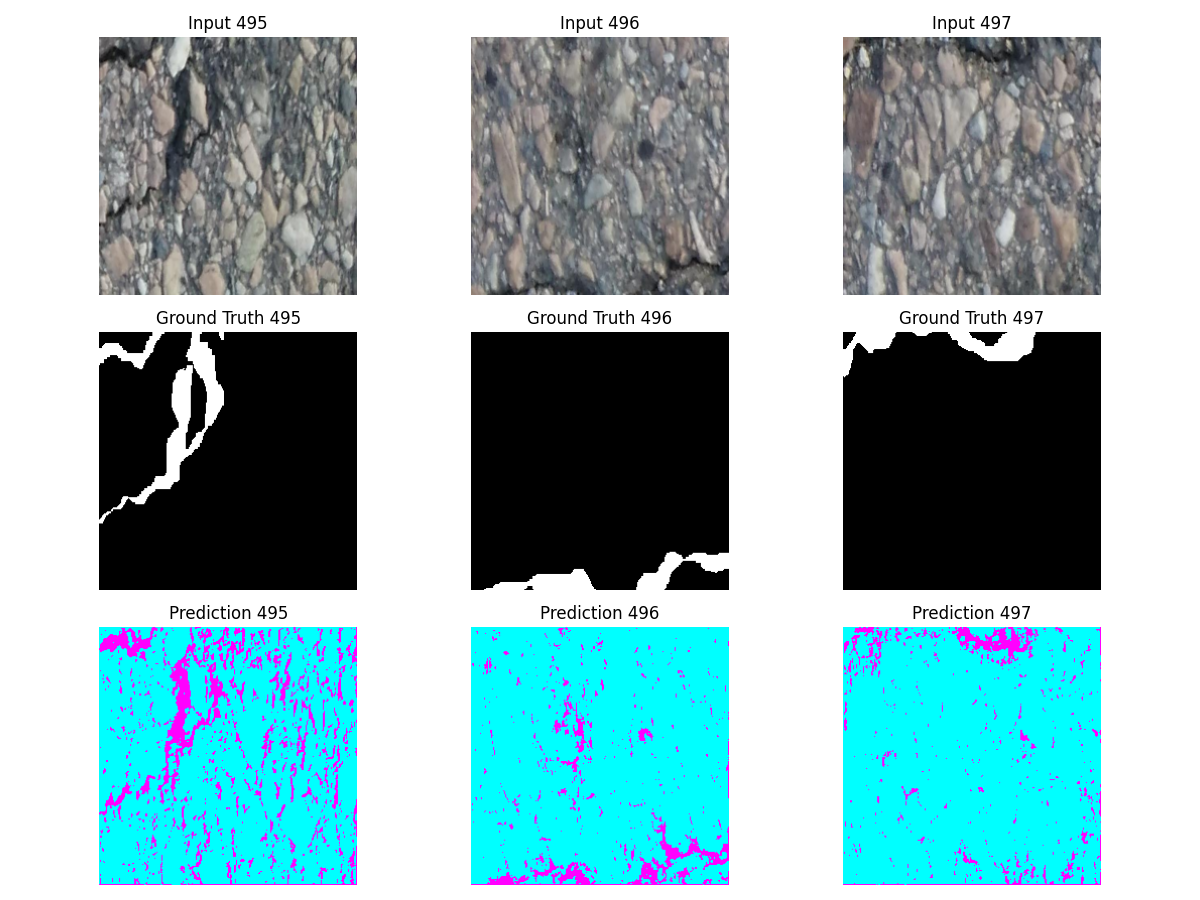 Input 495
Input 496
Input 497
Ground Truth 495
Ground Truth 496
Ground Truth 497
Prediction 495
Prediction 496
Prediction 497